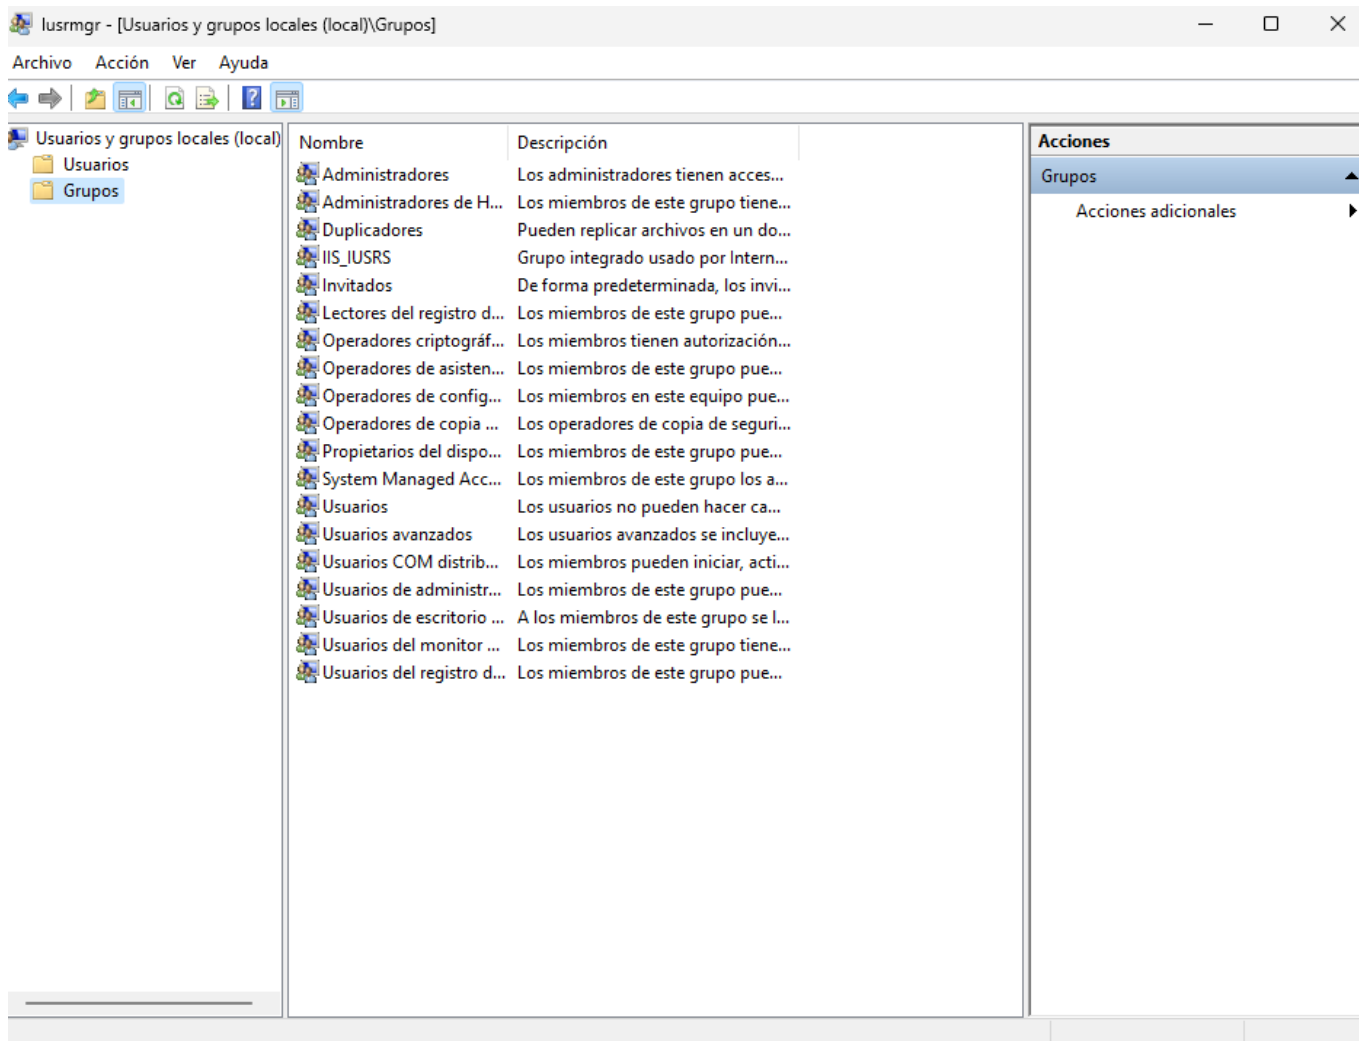 lusrmgr - [Usuarios y grupos locales (local)\Grupos]
Archivo Acción Ver Ayuda
Usuarios y grupos locales (local)
Usuarios
Grupos
Nombre Descripción
Administradores Los administradores tienen acces...
Administradores de H... Los miembros de este grupo tiene...
Duplicadores Pueden replicar archivos en un do...
IIS_IUSRS Grupo integrado usado por Intern...
Invitados De forma predeterminada, los invi...
Lectores del registro d... Los miembros de este grupo pue...
Operadores criptográf... Los miembros tienen autorización...
Operadores de asisten... Los miembros de este grupo pue...
Operadores de config... Los miembros en este equipo pue...
Operadores de copia ... Los operadores de copia de seguri...
Propietarios del dispo... Los miembros de este grupo pue...
System Managed Acc... Los miembros de este grupo los a...
Usuarios Los usuarios no pueden hacer ca...
Usuarios avanzados Los usuarios avanzados se incluye...
Usuarios COM distrib... Los miembros pueden iniciar, acti...
Usuarios de administr... Los miembros de este grupo pue...
Usuarios de escritorio ... A los miembros de este grupo se l...
Usuarios del monitor ... Los miembros de este grupo tiene...
Usuarios del registro d... Los miembros de este grupo pue...
Acciones
Grupos
Acciones adicionales